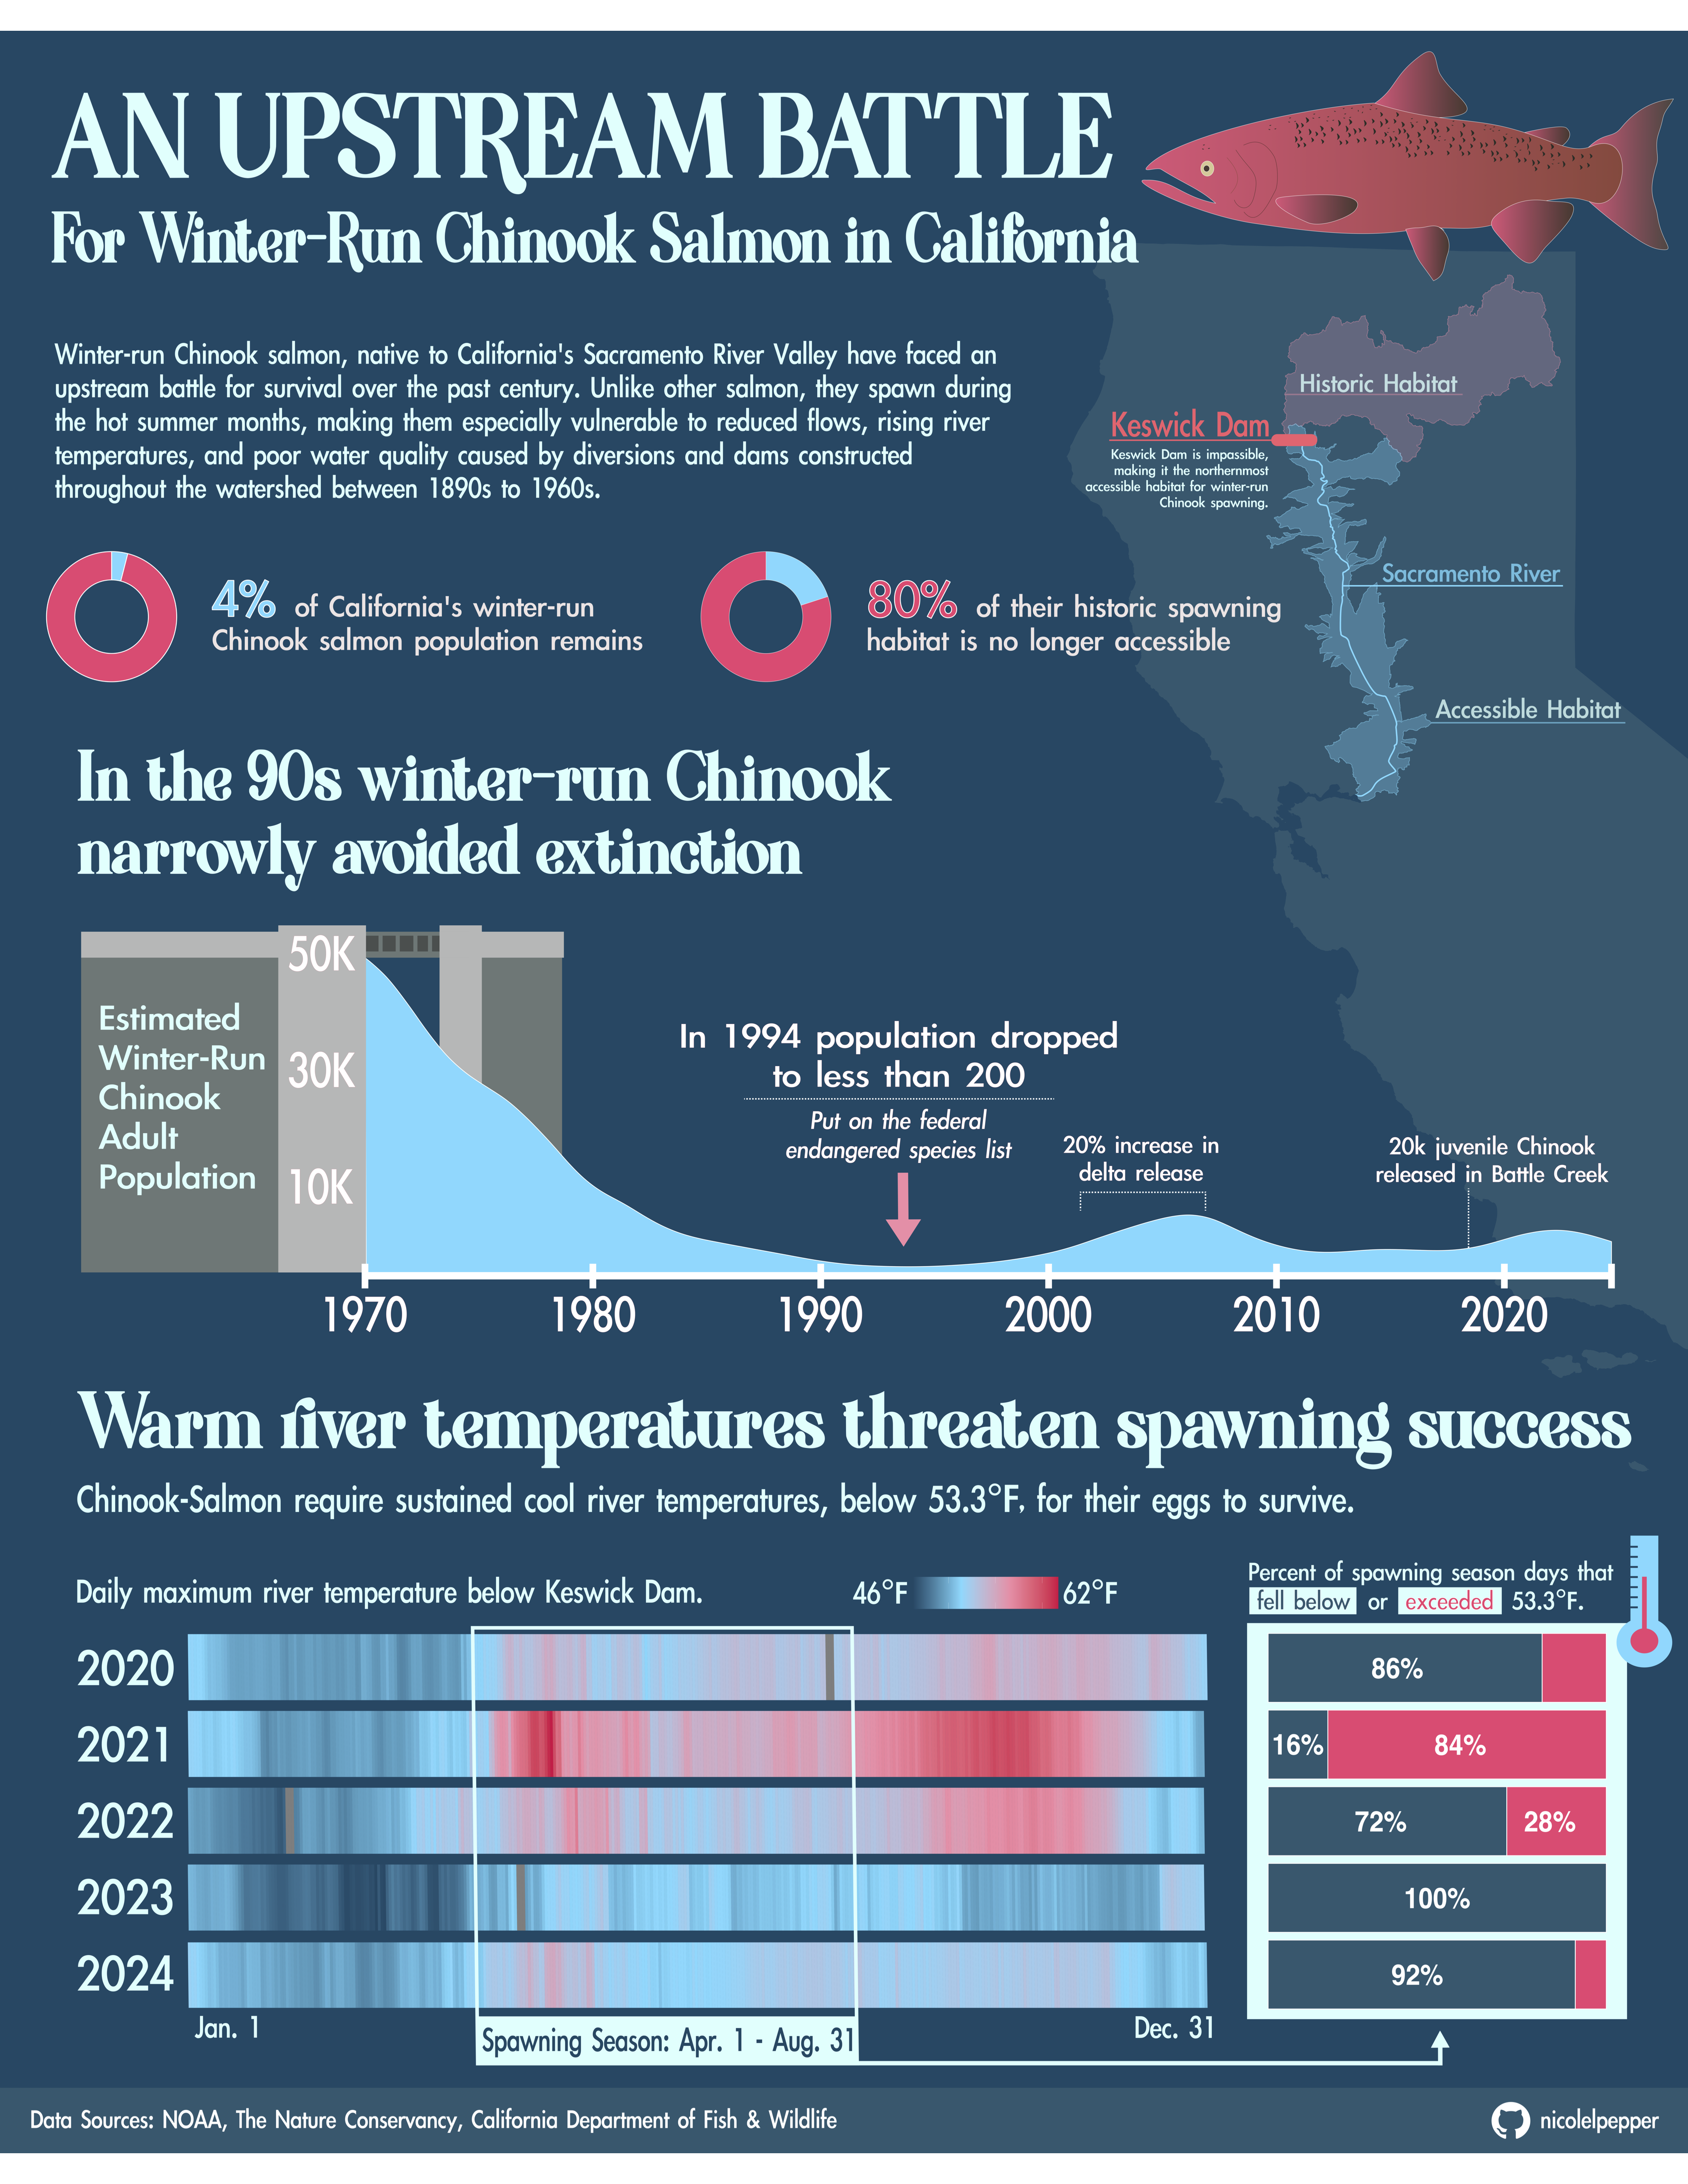 AN UPSTREAM BATTLE
For Winter-Run Chinook Salmon in California
Winter-run Chinook salmon, native to California's Sacramento River Valley have faced an
upstream battle for survival over the past century. Unlike other salmon, they spawn during
the hot summer months, making them especially vulnerable to reduced flows, rising river
temperatures, and poor water quality caused by diversions and dams constructed
throughout the watershed between 1890s to 1960s.
Historic Habitat
Keswick Dam
Keswick Dam is impassible,
making it the northernmost
accessible habitat for winter-run
Chinook spawning.
Sacramento River
Accessible Habitat
4% of California's winter-run
Chinook salmon population remains
80% of their historic spawning
habitat is no longer accessible
In the 90s winter-run Chinook
narrowly avoided extinction
50K
30K
10K
Estimated
Winter-Run
Chinook
Adult
Population
In 1994 population dropped
to less than 200
Put on the federal
endangered species list
20% increase in
delta release
20k juvenile Chinook
released in Battle Creek
1970 1980 1990 2000 2010 2020
Warm river temperatures threaten spawning success
Chinook-Salmon require sustained cool river temperatures, below 53.3°F, for their eggs to survive.
Daily maximum river temperature below Keswick Dam.
46°F 62°F
Percent of spawning season days that
fell below or exceeded 53.3°F.
2020
86%
2021
16% 84%
2022
72% 28%
2023
100%
2024
92%
Jan. 1
Dec. 31
Spawning Season: Apr. 1 - Aug. 31
Data Sources: NOAA, The Nature Conservancy, California Department of Fish & Wildlife
nicolelpepper